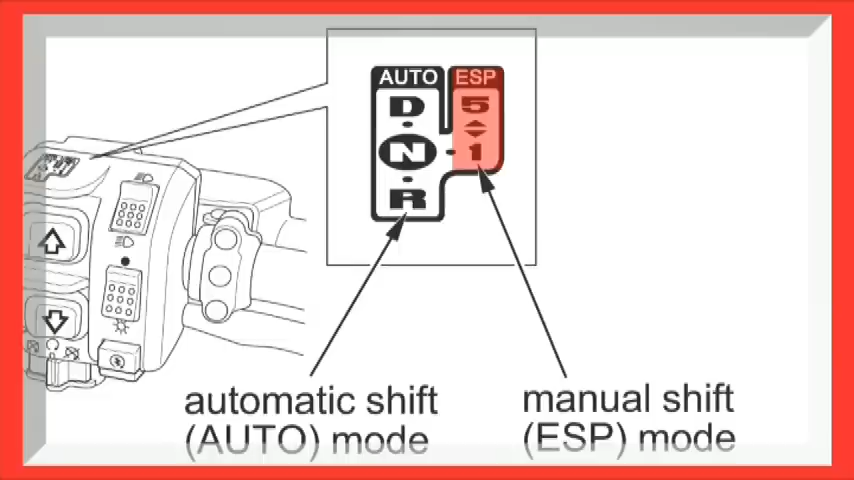 AUTO ESP
D 5
N 1
R
automatic shift
(AUTO) mode
manual shift
(ESP) mode